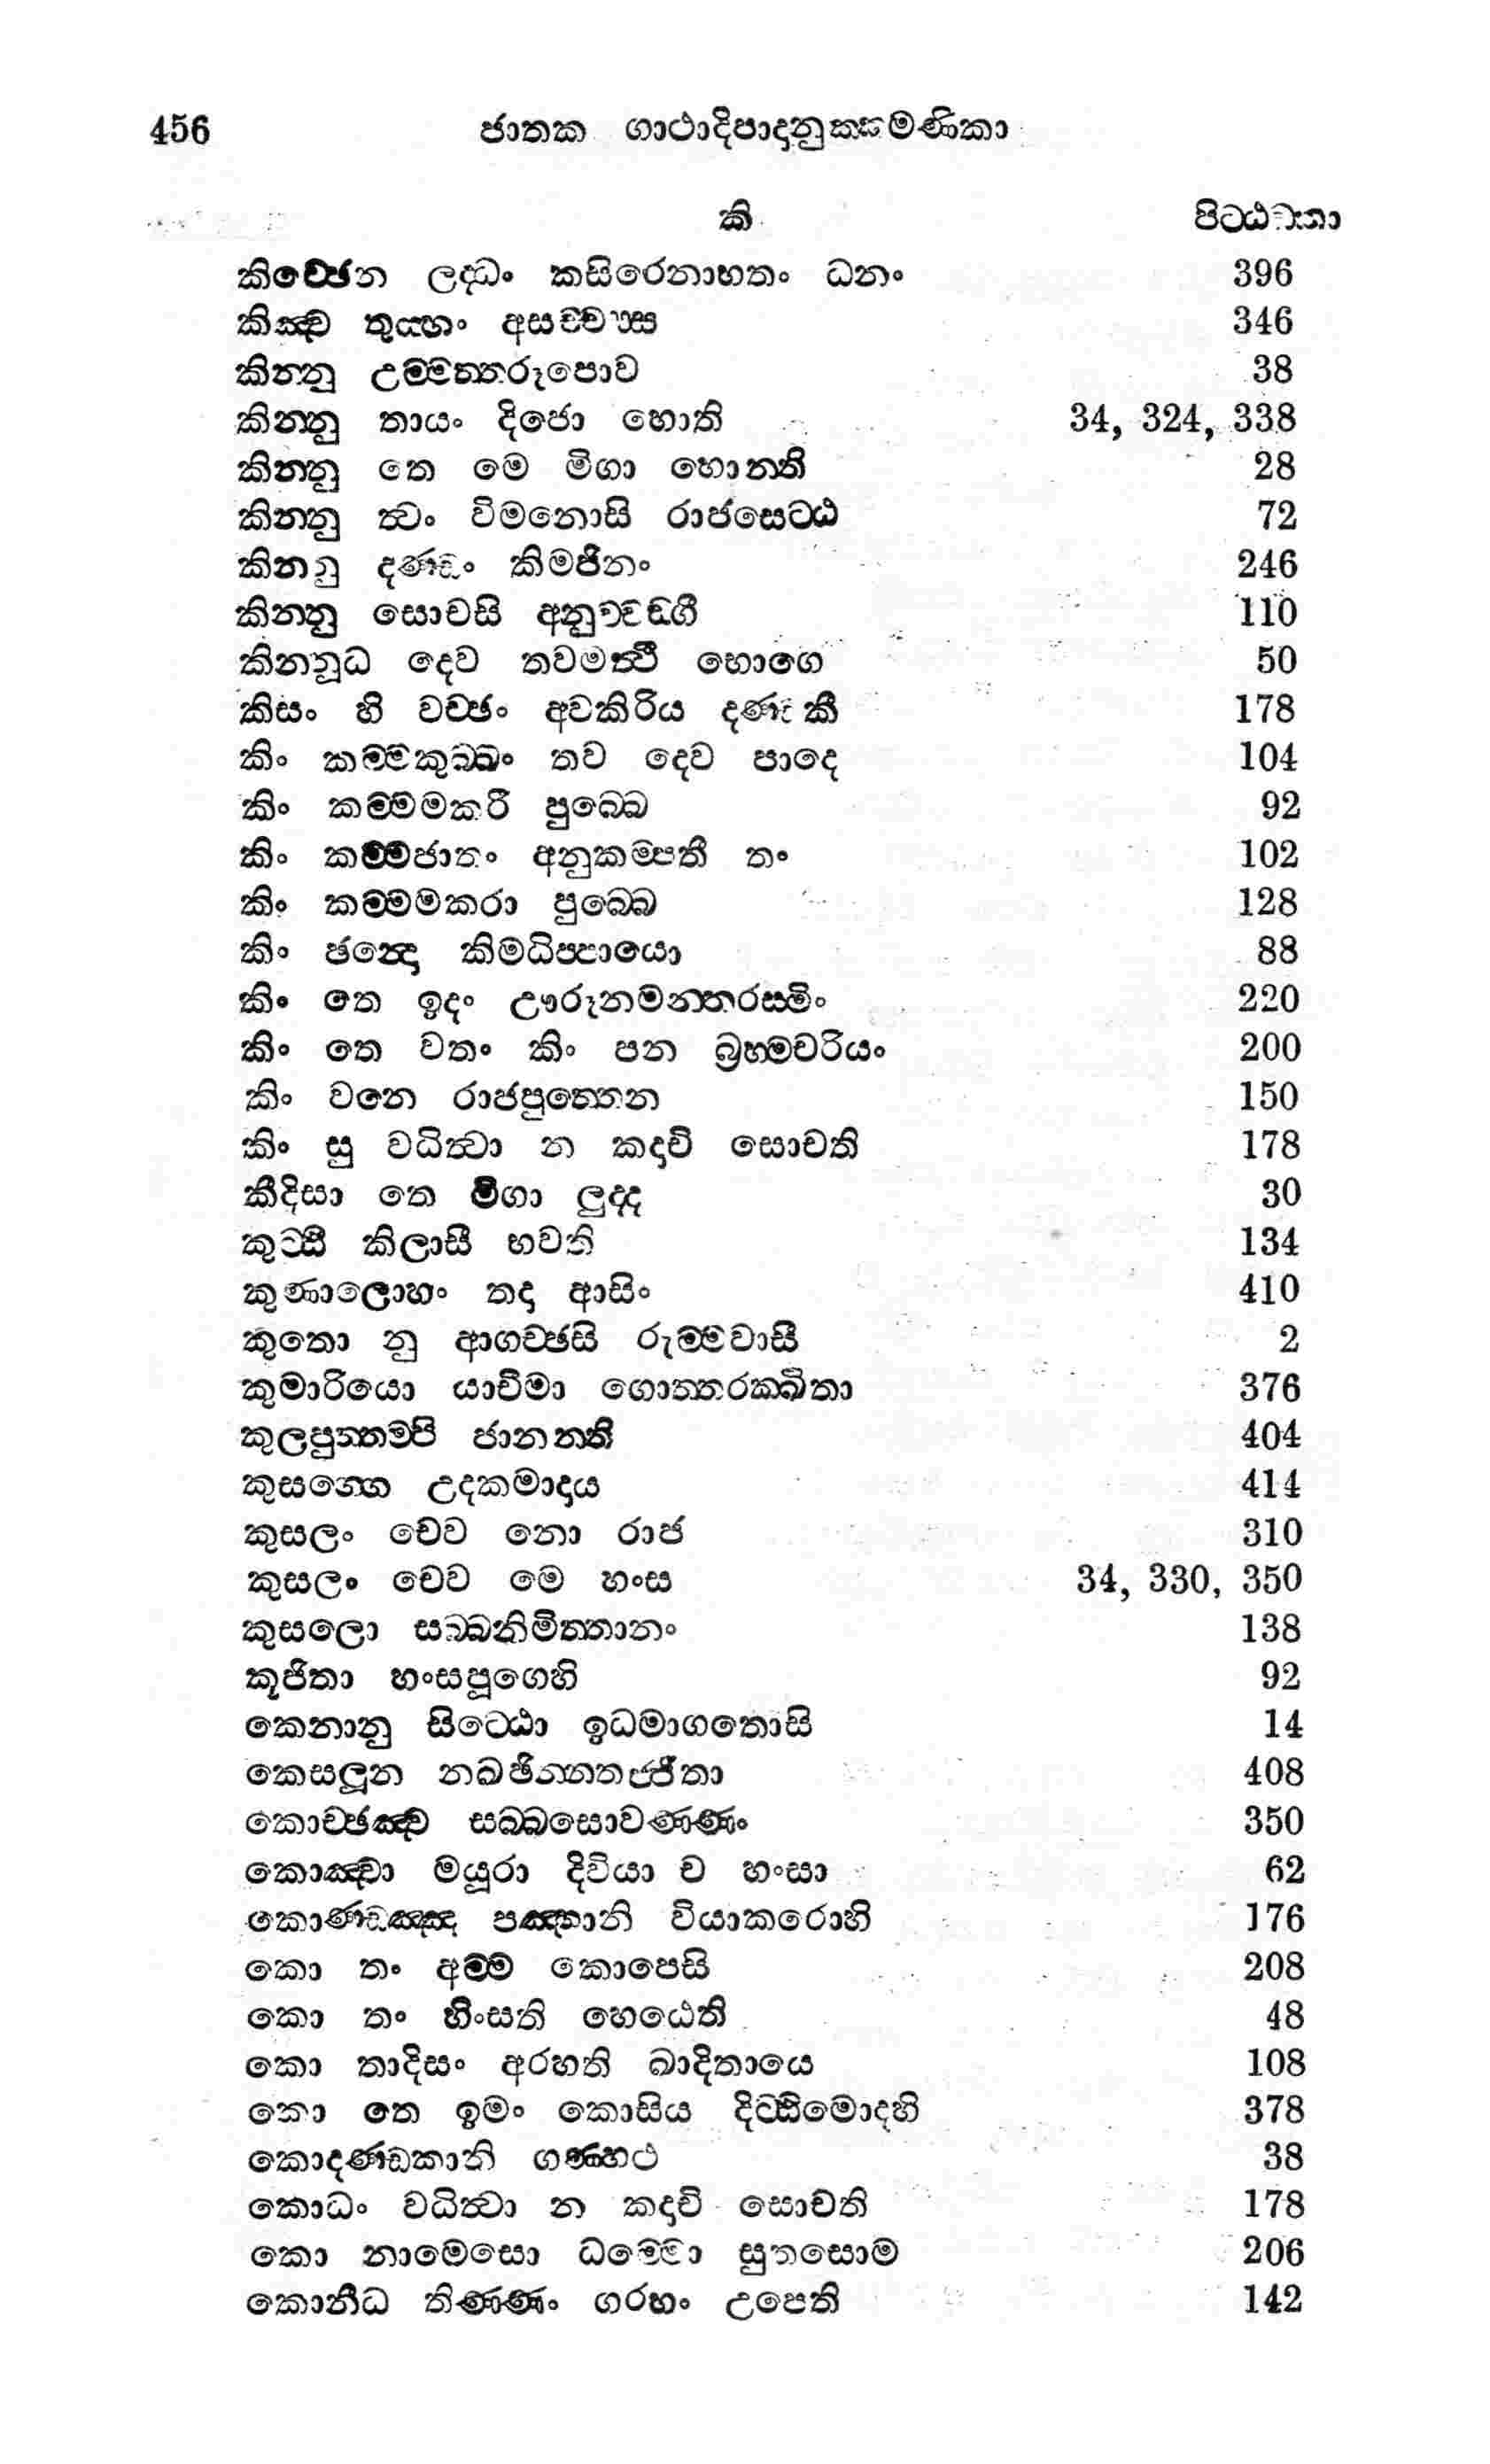 456 ජාතක ගාථාදිපාදානුක්කමණිකා
කි පිට්ඨඞ්කා
කිච්ඡෙන ලද්ධං කසිරෙනාභතං ධනං 396
කිඤ්ච තුය්හං අසච්චස්ස 346
කින්නු උම්මත්තරූපොව 38
කින්නු තායං දිජො හොති 34, 324, 338
කින්නු තෙ මෙ මිගා හොන්ති 28
කින්නු ත්වං විමනොසි රාජසෙට්ඨ 72
කින්නු දණ්ඩං කිමජිනං 246
කින්නු සොචසි අනුච්චඞ්ගී 110
කින්නූධ දෙව තවමත්ථී භොගෙ 50
කිසං හි වච්ඡං අවකිරිය දණ්ඩකී 178
කිං කම්මකුබ්බං තව දෙව පාදෙ 104
කිං කම්මමකරී පුබ්බෙ 92
කිං කම්මජාතං අනුකම්පතී තං 102
කිං කම්මමකරා පුබ්බෙ 128
කිං ඡන්දො කිමධිප්පායො 88
කිං තෙ ඉදං ඌරූනමන්තරස්මිං 220
කිං තෙ වතං කිං පන බ්‍රහ්මචරියං 200
කිං වනෙ රාජපුත්තෙන 150
කිං සු වධිත්වා න කදාචි සොචති 178
කීදිසා තෙ මිගා ලුද්ද 30
කුට්ඨී කිලාසී භවති 134
කුණාලොහං තදා ආසිං 410
කුතො නු ආගච්ඡසි රුම්මවාසී 2
කුමාරියො යාචිමා ගොත්තරක්ඛිතා 376
කුලපුත්තම්පි ජානන්ති 404
කුසග්ගෙ උදකමාදාය 414
කුසලං චෙව නො රාජ 310
කුසලං චෙව මෙ හංස 34, 330, 350
කුසලො සබ්බනිමිත්තානං 138
කූජිතා හංසපූගෙහි 92
කෙනානු සිට්ඨො ඉධමාගතොසි 14
කෙසලූන නඛඡින්නතජ්ජිතා 408
කොච්ඡඤ්ච සබ්බසොවණ්ණං 350
කොඤ්චා මයූරා දිවියා ච හංසා 62
කොණ්ඩඤ්ඤ පඤ්හානි වියාකරොහි 176
කො තං අම්ම කොපෙසි 208
කො තං හිංසති හෙඨෙති 48
කො තාදිසං අරහති ඛාදිතායෙ 108
කො තෙ ඉමං කොසිය දිට්ඨිමොදහි 378
කොදණ්ඩකානි ගණ්හථ 38
කොධං වධිත්වා න කදාචි සොචති 178
කො නාමෙසො ධම්මො සුතසොම 206
කොනීධ තිණ්ණං ගරහං උපෙති 142